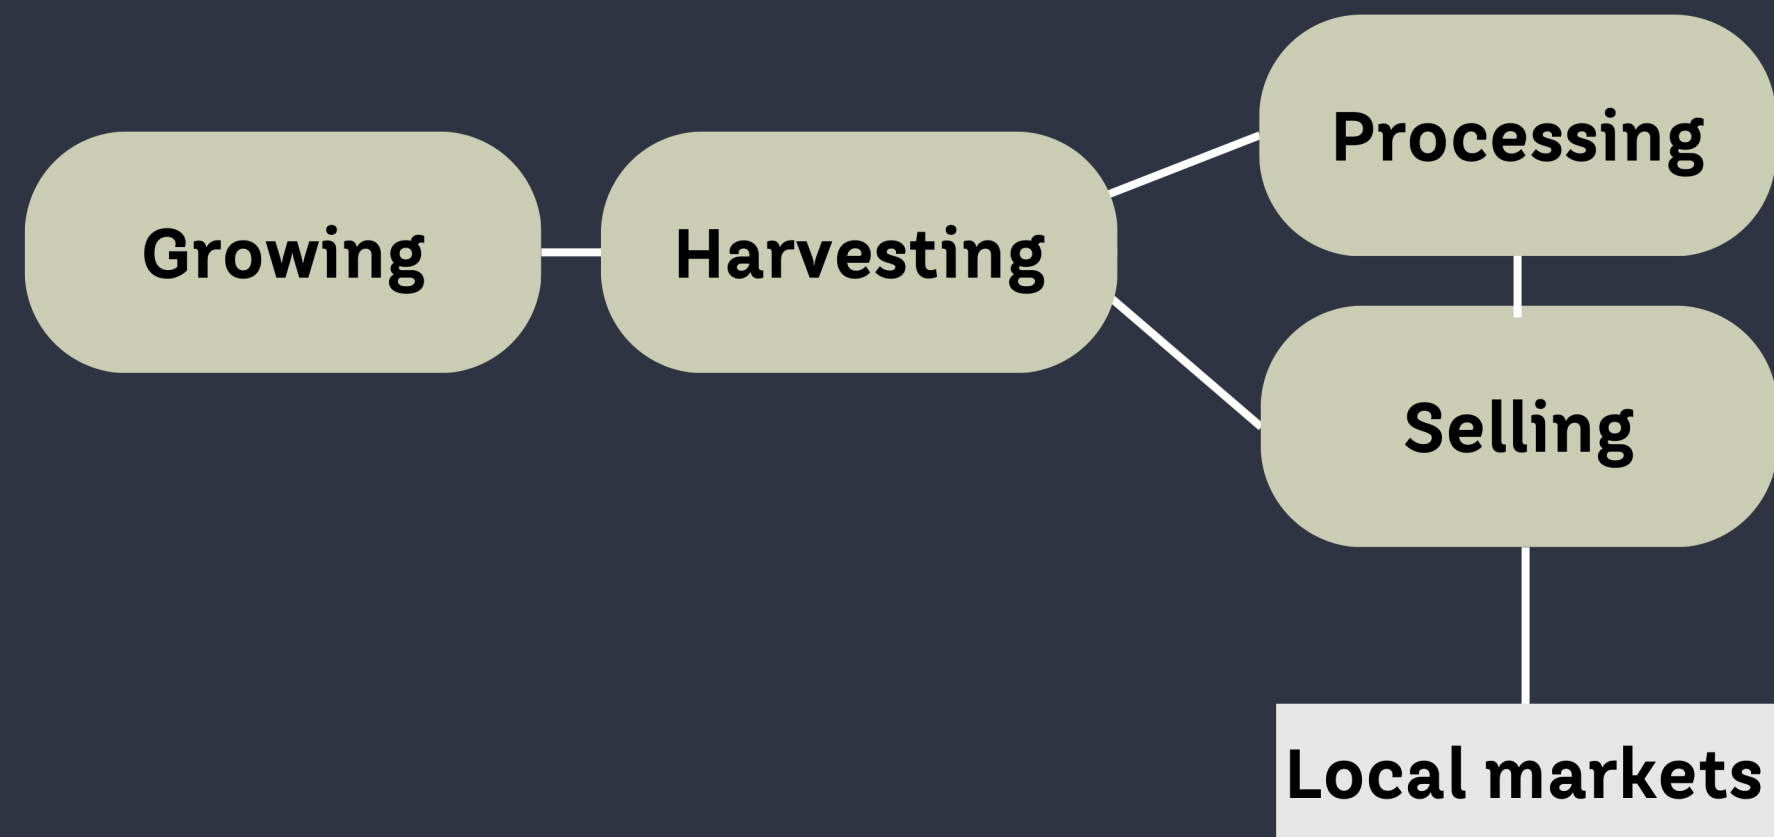 Growing
Harvesting
Processing
Selling
Local markets